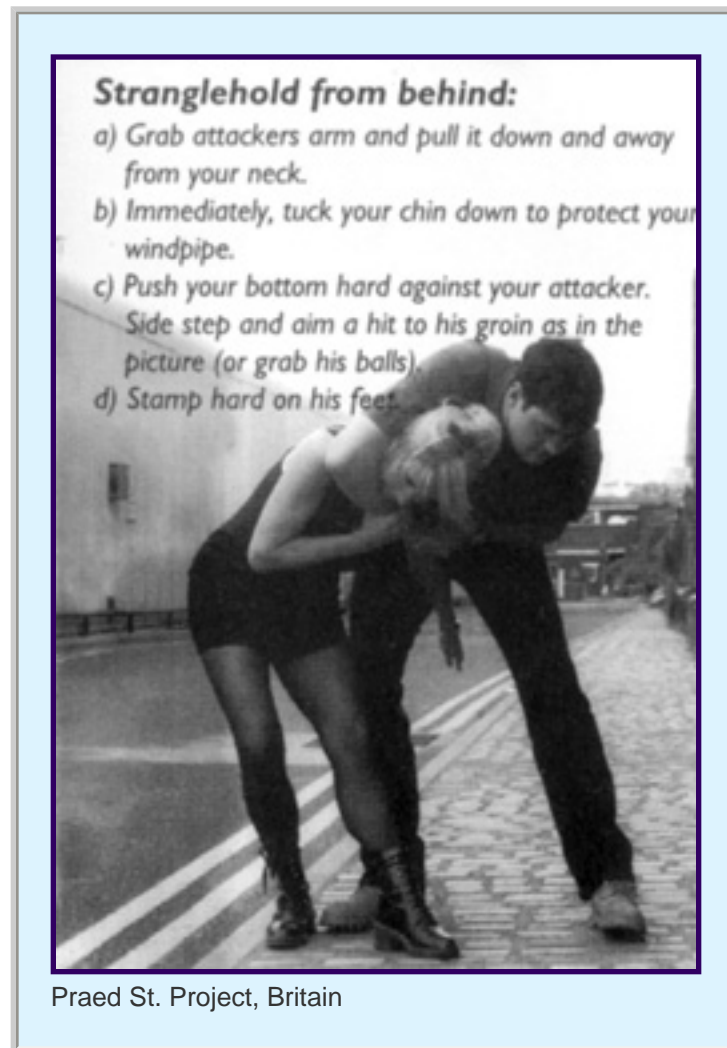 Stranglehold from behind:
a) Grab attackers arm and pull it down and away
from your neck.
b) Immediately, tuck your chin down to protect your
windpipe.
c) Push your bottom hard against your attacker.
Side step and aim a hit to his groin as in the
picture (or grab his balls).
d) Stamp hard on his feet.
Praed St. Project, Britain